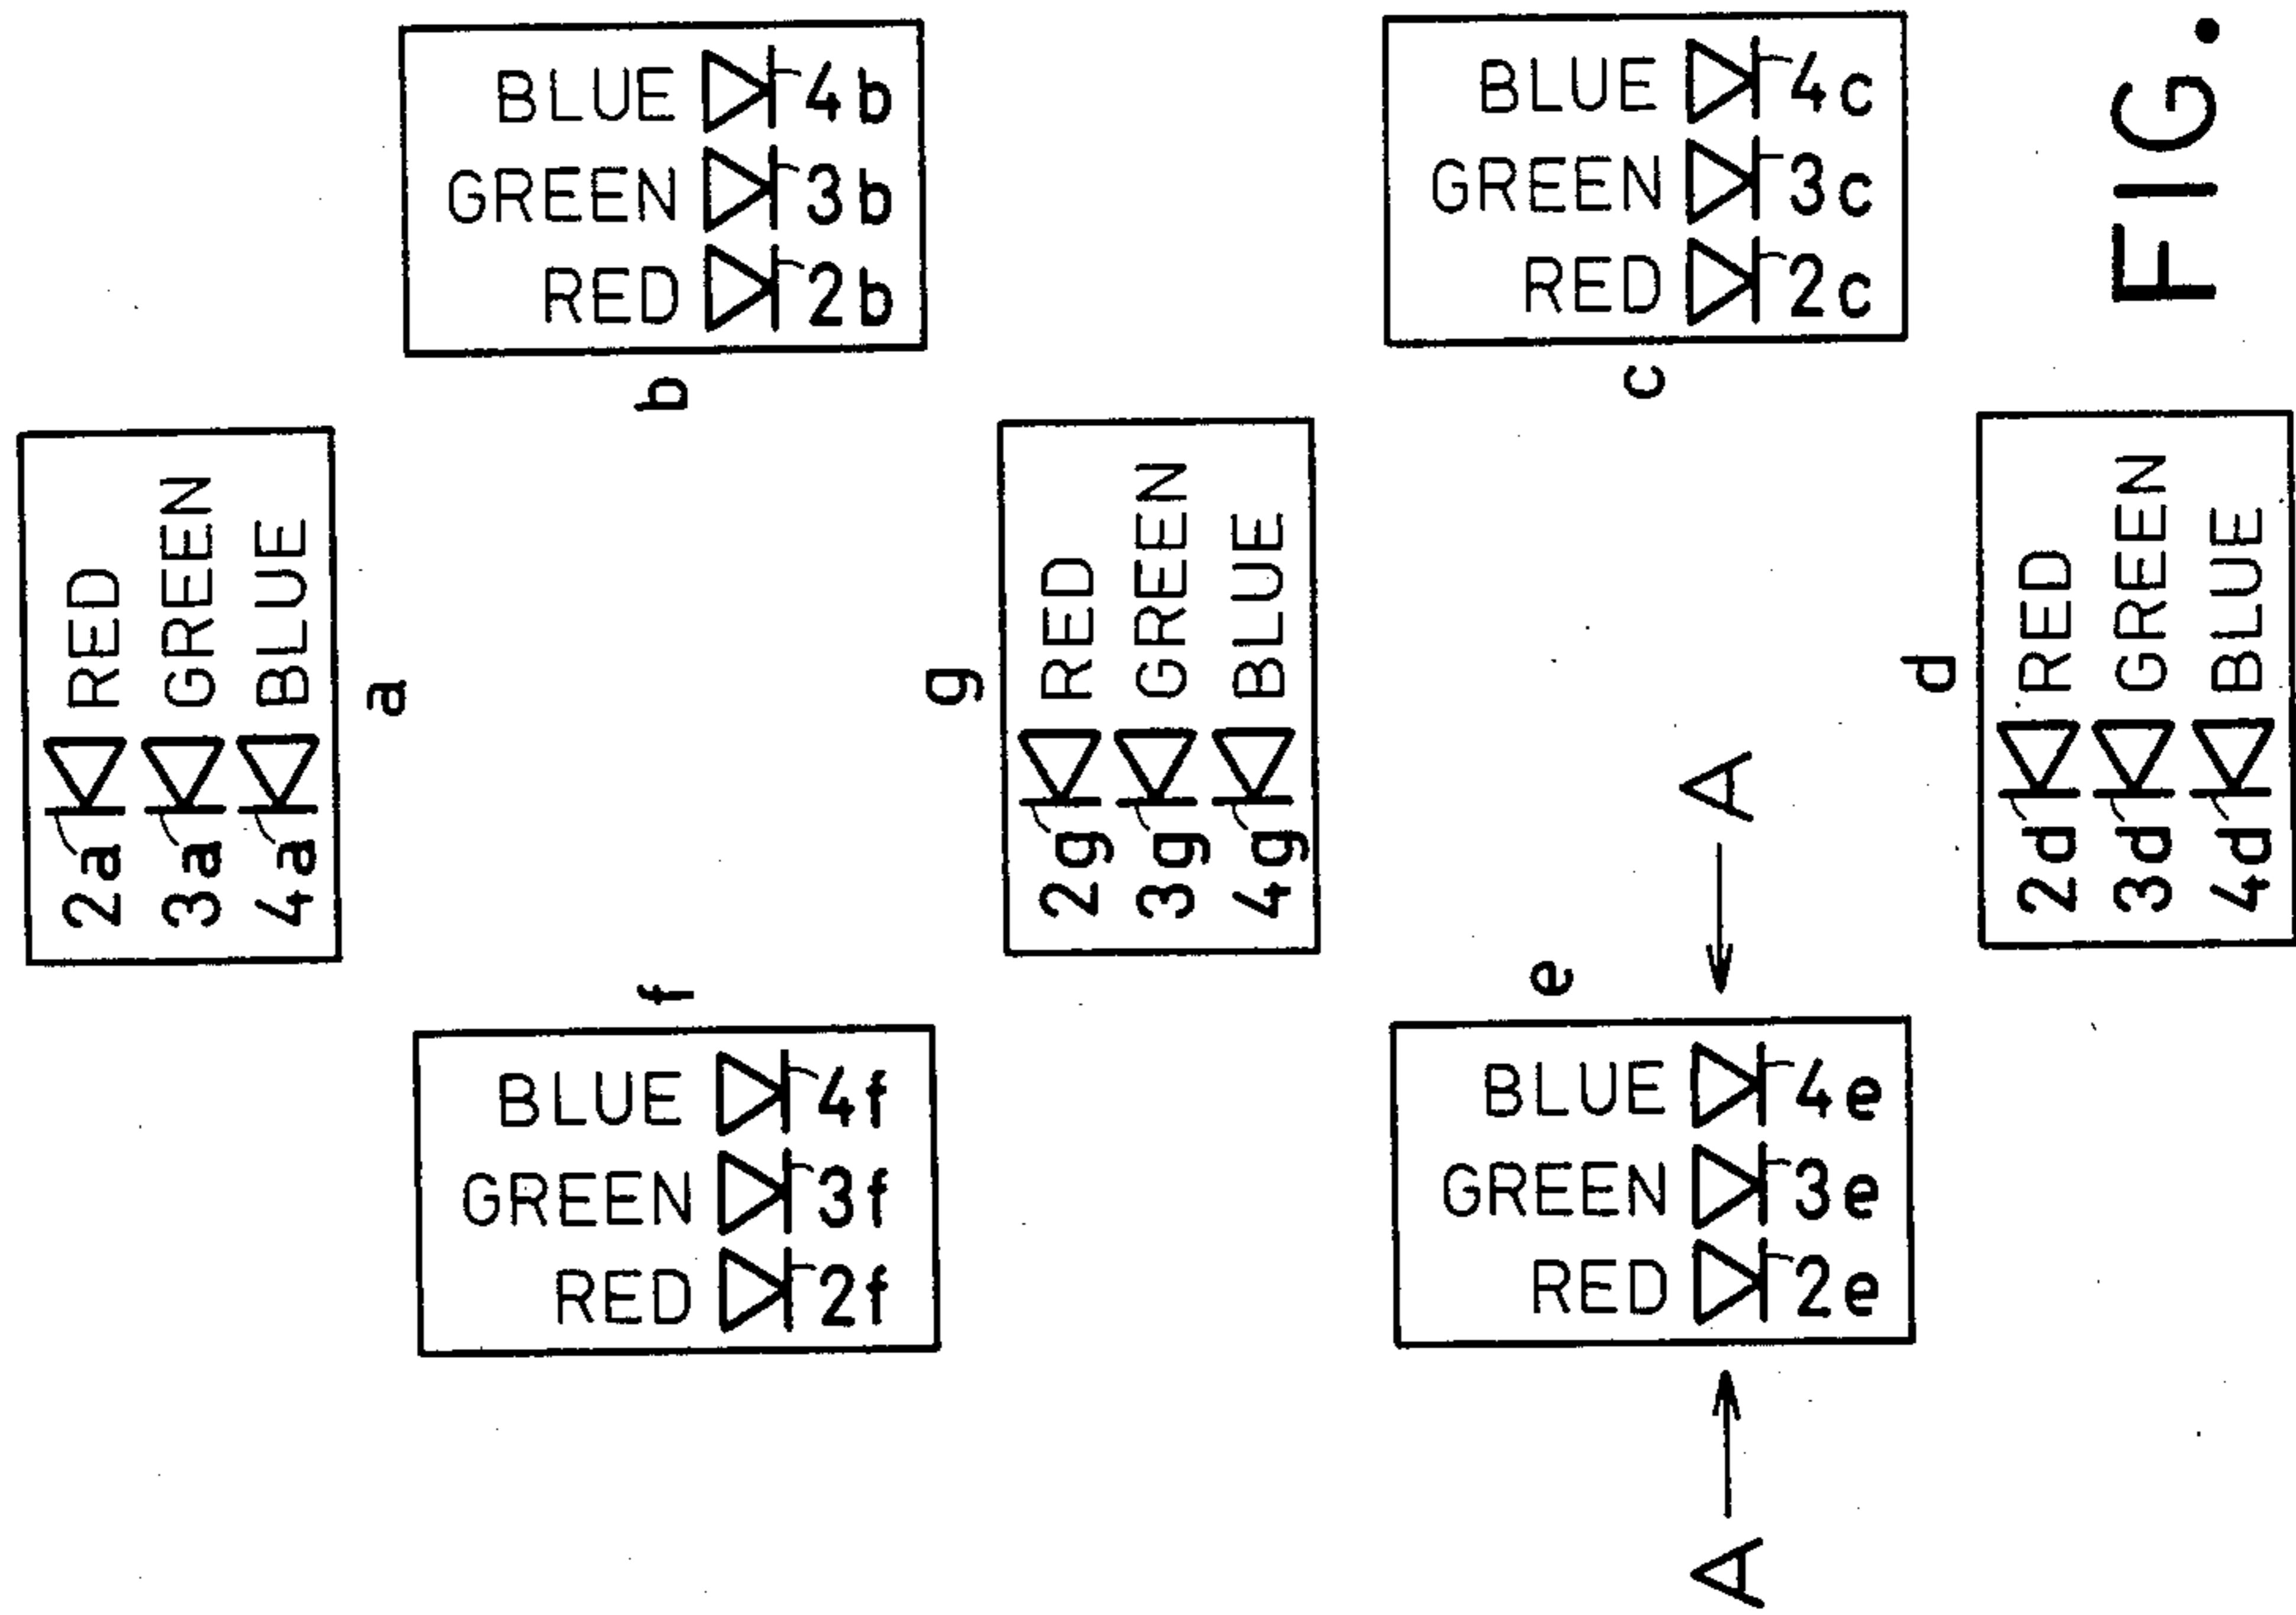 2a RED
3a GREEN
4a BLUE
a
BLUE
4b
GREEN
3b
RED
2b
b
BLUE
4f
GREEN
3f
RED
2f
f
g
2g RED
3g GREEN
4g BLUE
BLUE
4c
GREEN
3c
RED
2c
c
BLUE
4e
GREEN
3e
RED
2e
e
A
A
d
2d RED
3d GREEN
4d BLUE
FIG.